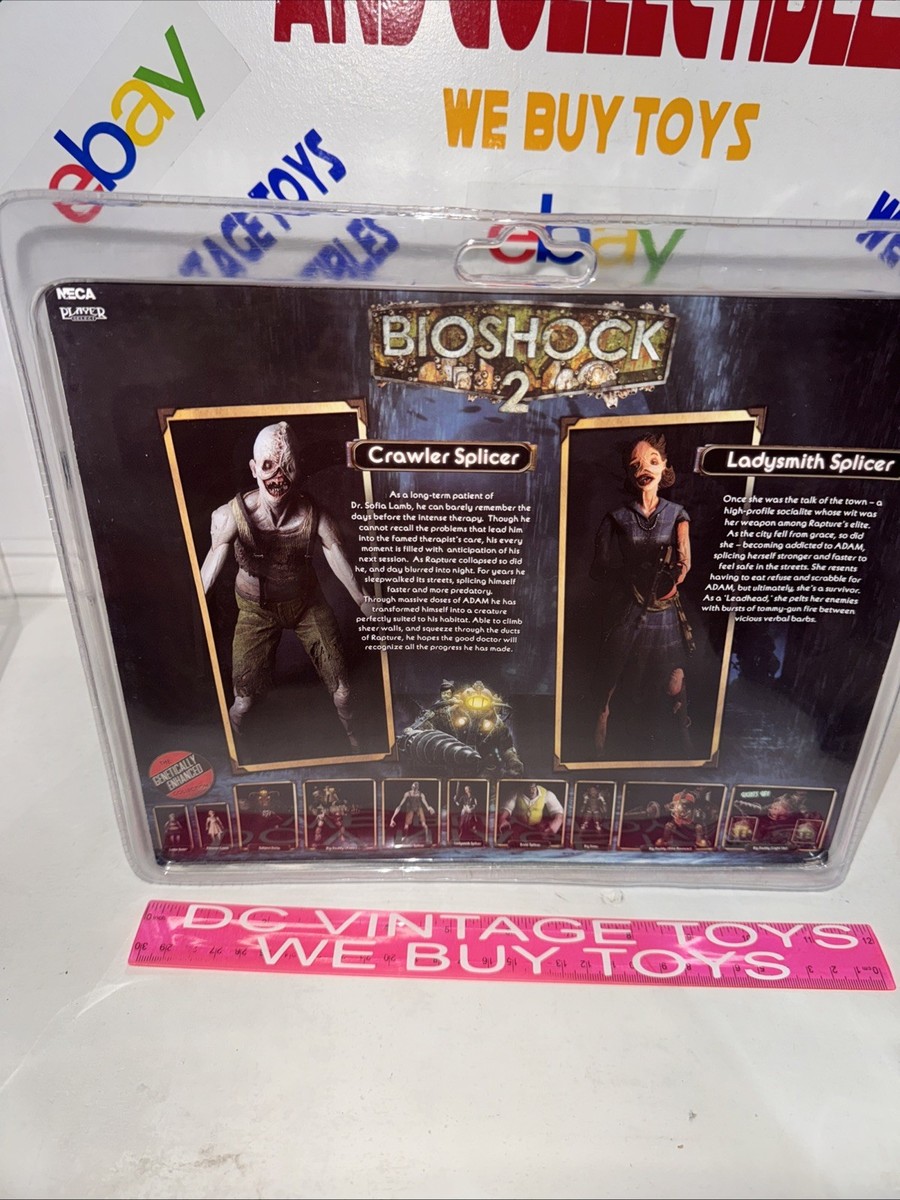 AND COLLECTIBLE
WE BUY TOYS
ebay
TAGE TOYS
IBLES
ebay
NECA
PLAYER
SELECT
BIOSHOCK
2
Crawler Splicer
As a long-term patient of
Dr. Sofia Lamb, he can barely remember the
days before the intense therapy. Though he
cannot recall the problems that lead him
into the famed therapist's care, his every
moment is filled with anticipation of his
next session. As Rapture collapsed so did
he, and day blurred into night. For years he
sleepwalked its streets, splicing himself
faster and more predatory.
Through massive doses of ADAM he has
transformed himself into a creature
perfectly suited to his habitat. Able to climb
sheer walls, and squeeze through the ducts
of Rapture, he hopes the good doctor will
recognize all the progress he has made.
Ladysmith Splicer
Once she was the talk of the town – a
high-profile socialite whose wit was
her weapon among Rapture's elite.
As the city fell from grace, so did
she – becoming addicted to ADAM,
splicing herself stronger and faster to
feel safe in the streets. She resents
having to eat refuse and scrabble for
ADAM, but ultimately, she's a survivor.
As a 'Leadhead,' she pelts her enemies
with bursts of tommy-gun fire between
vicious verbal barbs.
THE
GENETICALLY
ENHANCED
DC VINTAGE TOYS
WE BUY TOYS